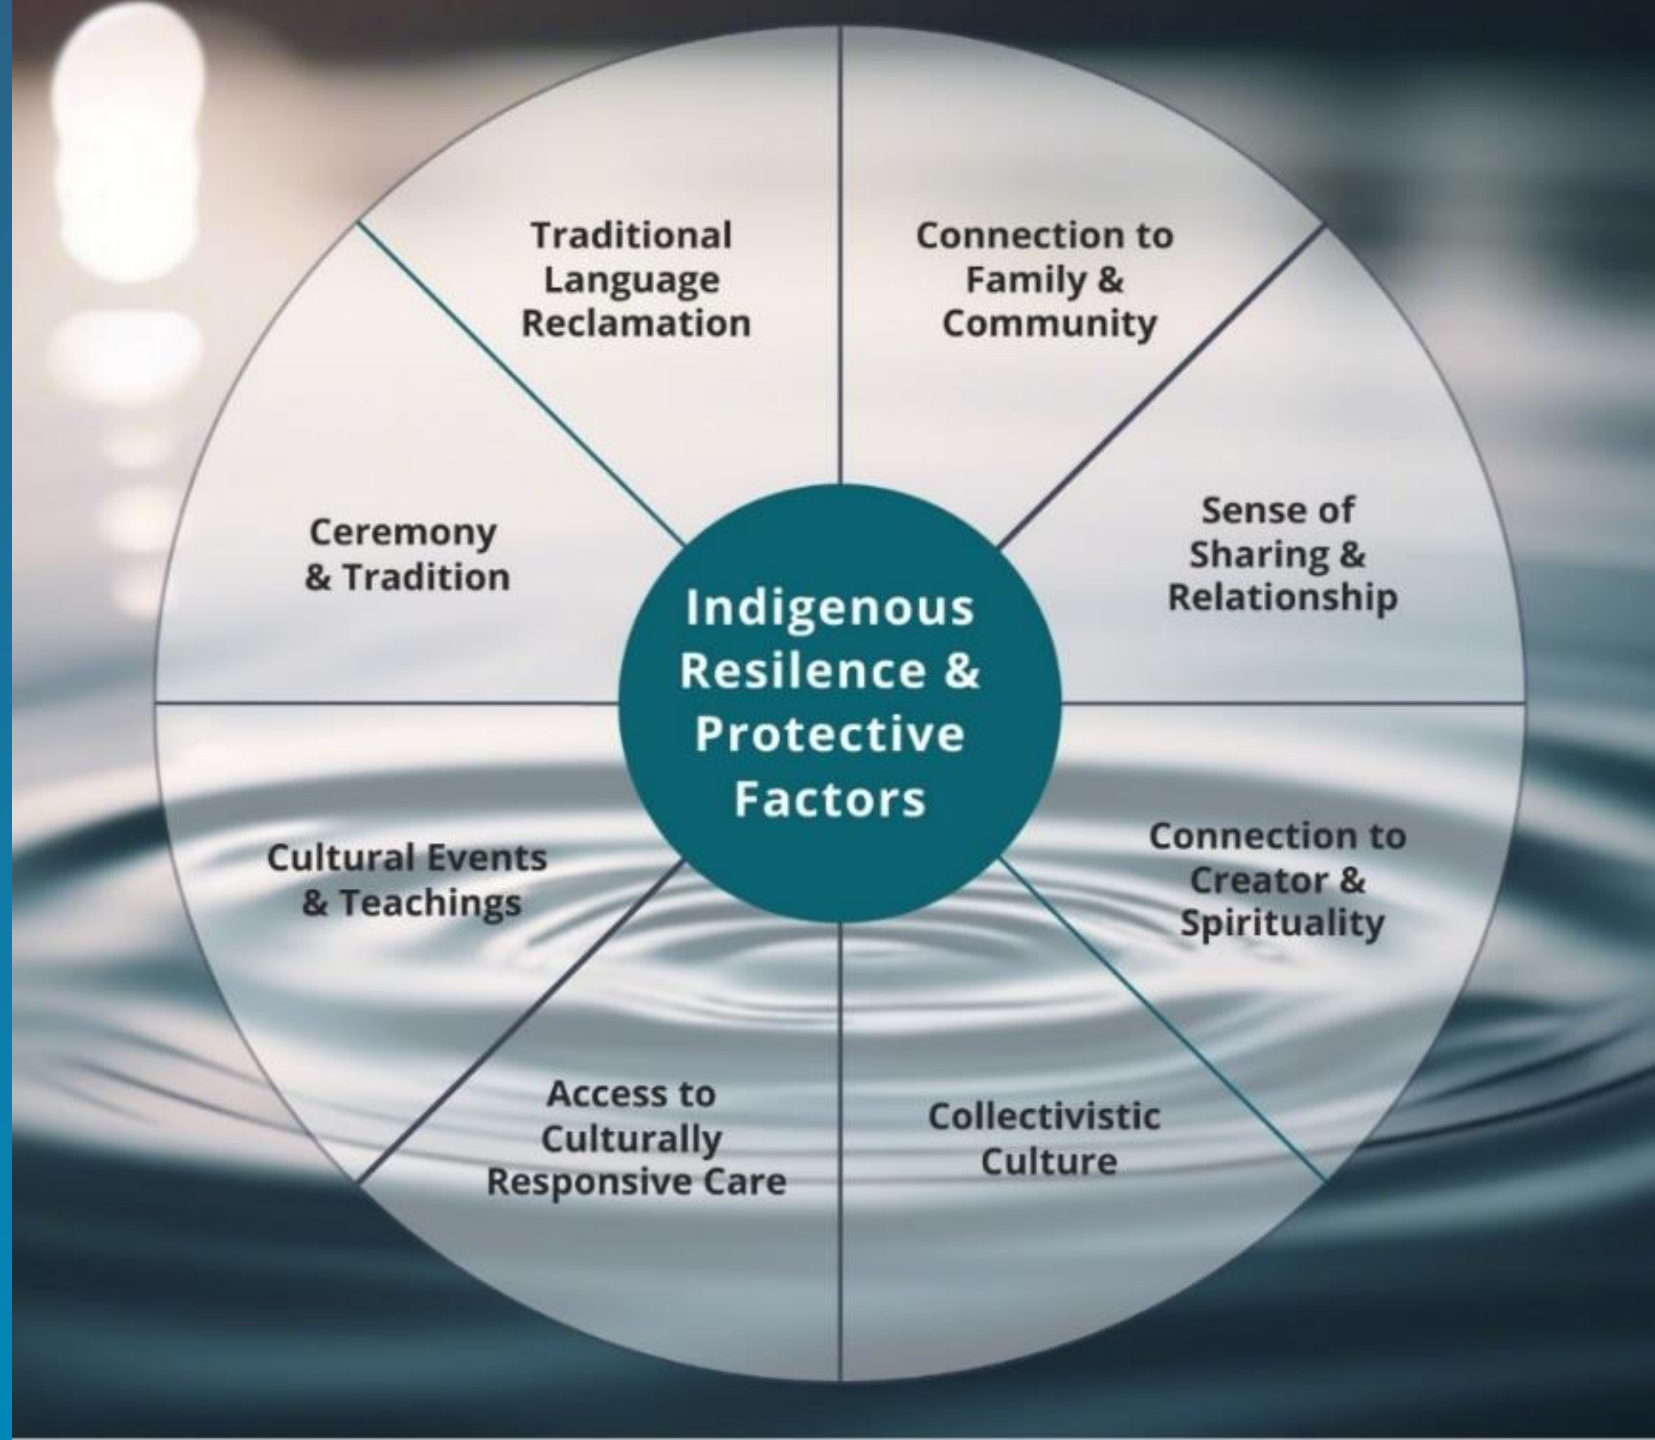 Traditional
Language
Reclamation
Connection to
Family &
Community
Sense of
Sharing &
Relationship
Connection to
Creator &
Spirituality
Collectivistic
Culture
Access to
Culturally
Responsive Care
Cultural Events
& Teachings
Ceremony
& Tradition
Indigenous
Resilence &
Protective
Factors